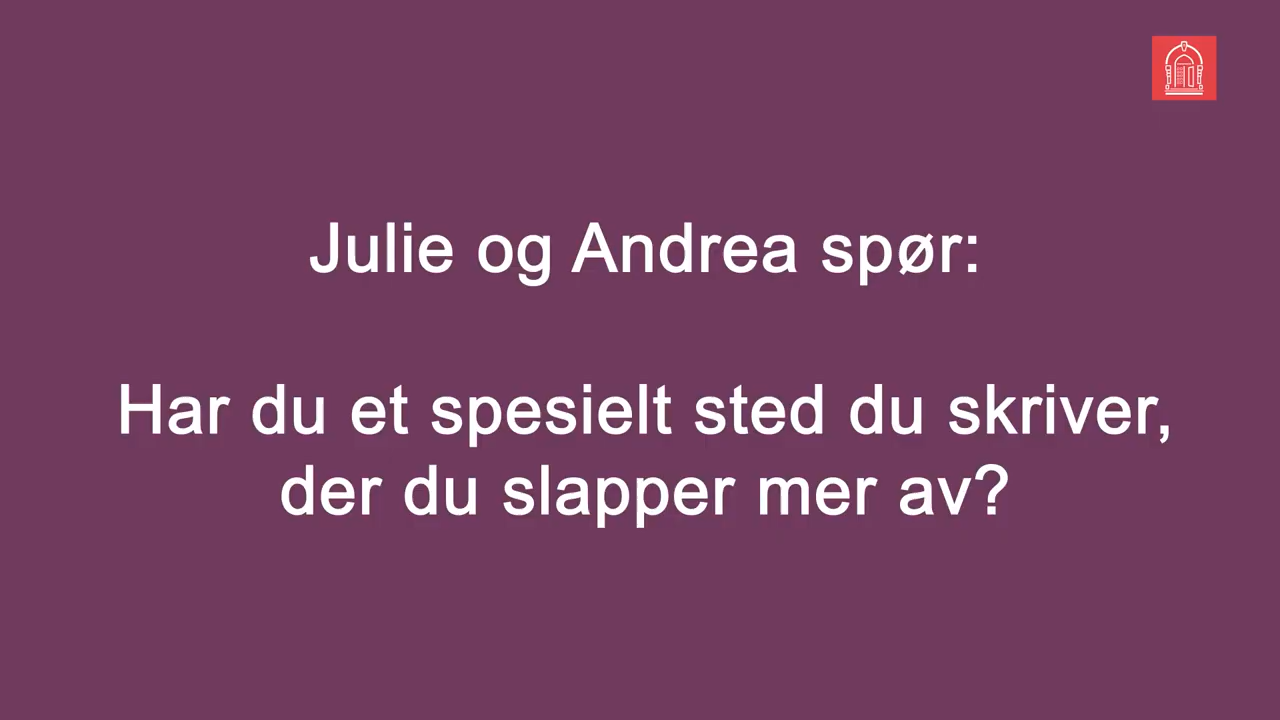 Julie og Andrea spør:
Har du et spesielt sted du skriver,
der du slapper mer av?